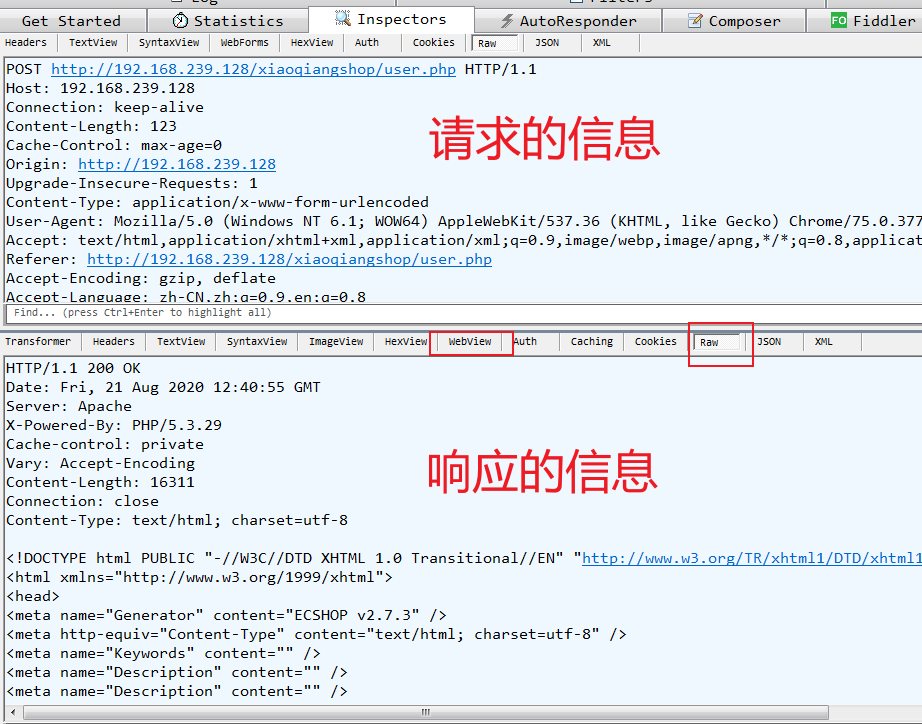 Get Started Statistics Inspectors AutoResponder Composer FO Fiddler
Headers TextView SyntaxView WebForms HexView Auth Cookies Raw JSON XML
POST http://192.168.239.128/xiaoqiangshop/user.php HTTP/1.1
Host: 192.168.239.128
Connection: keep-alive
Content-Length: 123
Cache-Control: max-age=0
Origin: http://192.168.239.128
Upgrade-Insecure-Requests: 1
Content-Type: application/x-www-form-urlencoded
User-Agent: Mozilla/5.0 (Windows NT 6.1; WOW64) AppleWebKit/537.36 (KHTML, like Gecko) Chrome/75.0.377
Accept: text/html,application/xhtml+xml,application/xml;q=0.9,image/webp,image/apng,*/*;q=0.8,applicat
Referer: http://192.168.239.128/xiaoqiangshop/user.php
Accept-Encoding: gzip, deflate
Accept-Language: zh-CN,zh;q=0.9,en;q=0.8
请求的信息
Find... (press Ctrl+Enter to highlight all)
Transformer Headers TextView SyntaxView ImageView HexView WebView Auth Caching Cookies Raw JSON XML
HTTP/1.1 200 OK
Date: Fri, 21 Aug 2020 12:40:55 GMT
Server: Apache
X-Powered-By: PHP/5.3.29
Cache-control: private
Vary: Accept-Encoding
Content-Length: 16311
Connection: close
Content-Type: text/html; charset=utf-8
响应的信息
<!DOCTYPE html PUBLIC "-//W3C//DTD XHTML 1.0 Transitional//EN" "http://www.w3.org/TR/xhtml1/DTD/xhtml1
<html xmlns="http://www.w3.org/1999/xhtml">
<head>
<meta name="Generator" content="ECSHOP v2.7.3" />
<meta http-equiv="Content-Type" content="text/html; charset=utf-8" />
<meta name="Keywords" content="" />
<meta name="Description" content="" />
<meta name="Description" content="" />